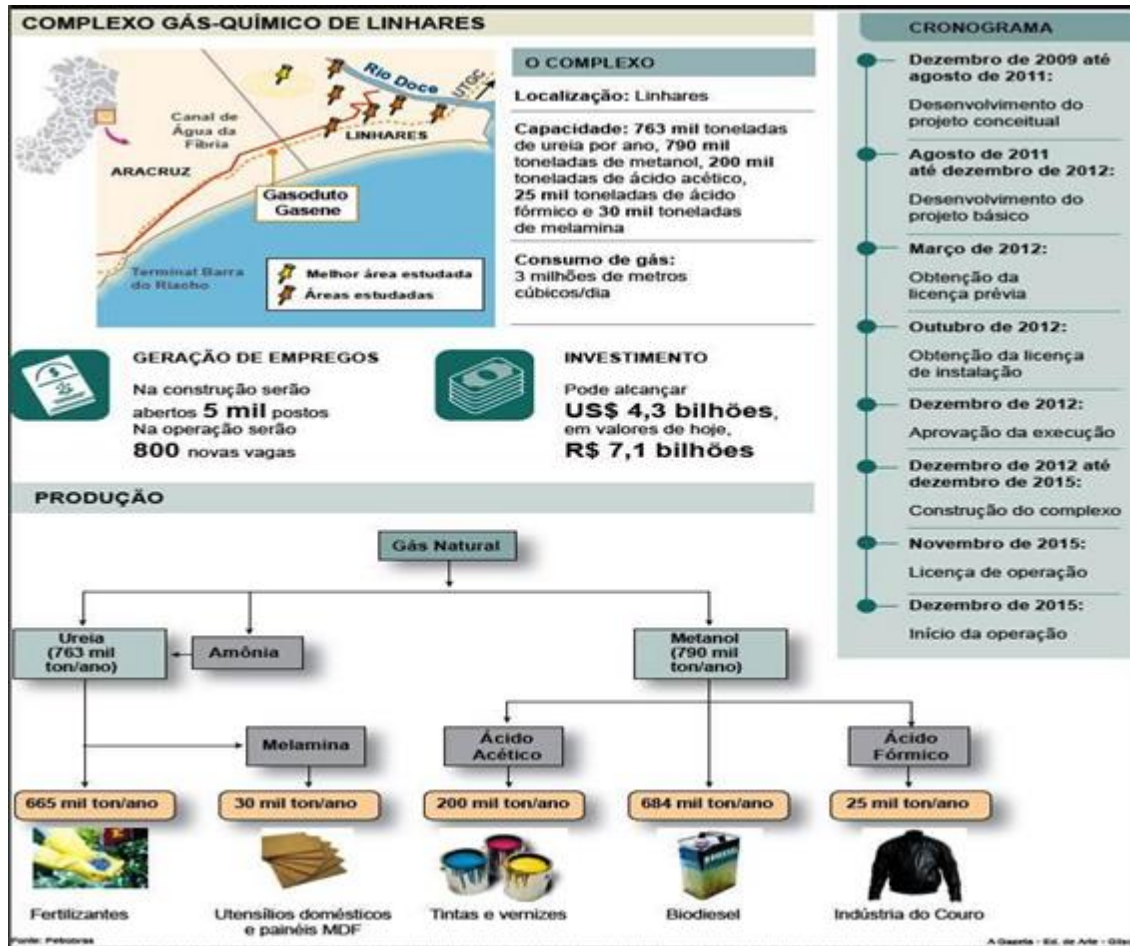 COMPLEXO GÁS-QUÍMICO DE LINHARES
Rio Doce
UTGC
Canal de
Água da
Fíbria
LINHARES
ARACRUZ
Gasoduto
Gasene
Terminal Barra
do Riacho
Melhor área estudada
Áreas estudadas
O COMPLEXO
Localização: Linhares
Capacidade: 763 mil toneladas
de ureia por ano, 790 mil
toneladas de metanol, 200 mil
toneladas de ácido acético,
25 mil toneladas de ácido
fórmico e 30 mil toneladas
de melamina
Consumo de gás:
3 milhões de metros
cúbicos/dia
GERAÇÃO DE EMPREGOS
Na construção serão
abertos 5 mil postos
Na operação serão
800 novas vagas
INVESTIMENTO
Pode alcançar
US$ 4,3 bilhões,
em valores de hoje,
R$ 7,1 bilhões
CRONOGRAMA
Dezembro de 2009 até
agosto de 2011:
Desenvolvimento do
projeto conceitual
Agosto de 2011
até dezembro de 2012:
Desenvolvimento do
projeto básico
Março de 2012:
Obtenção da
licença prévia
Outubro de 2012:
Obtenção da licença
de instalação
Dezembro de 2012:
Aprovação da execução
Dezembro de 2012 até
dezembro de 2015:
Construção do complexo
Novembro de 2015:
Licença de operação
Dezembro de 2015:
Início da operação
PRODUÇÃO
Gás Natural
Ureia
(763 mil
ton/ano)
Amônia
Metanol
(790 mil
ton/ano)
Melamina
Ácido
Acético
Ácido
Fórmico
665 mil ton/ano
30 mil ton/ano
200 mil ton/ano
684 mil ton/ano
25 mil ton/ano
Fertilizantes
Utensílios domésticos
e painéis MDF
Tintas e vernizes
Biodiesel
Indústria do Couro
Fonte: Petrobras
A Gazeta - Ed. de Arte -